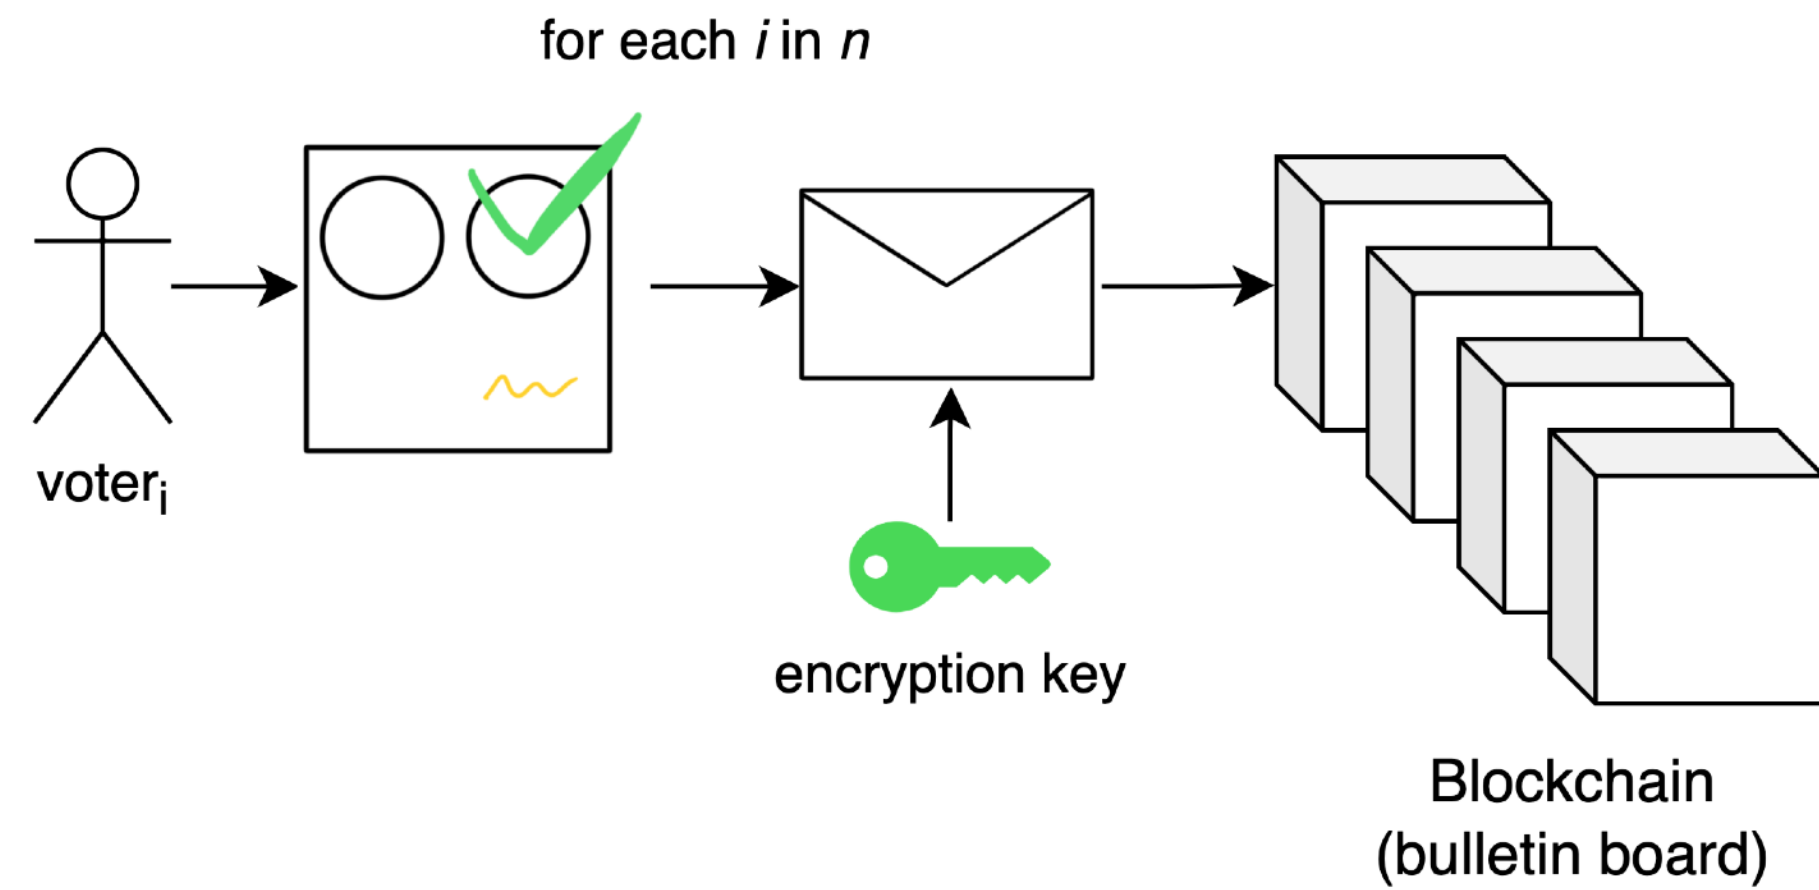 for each i in n
voteri
encryption key
Blockchain
(bulletin board)